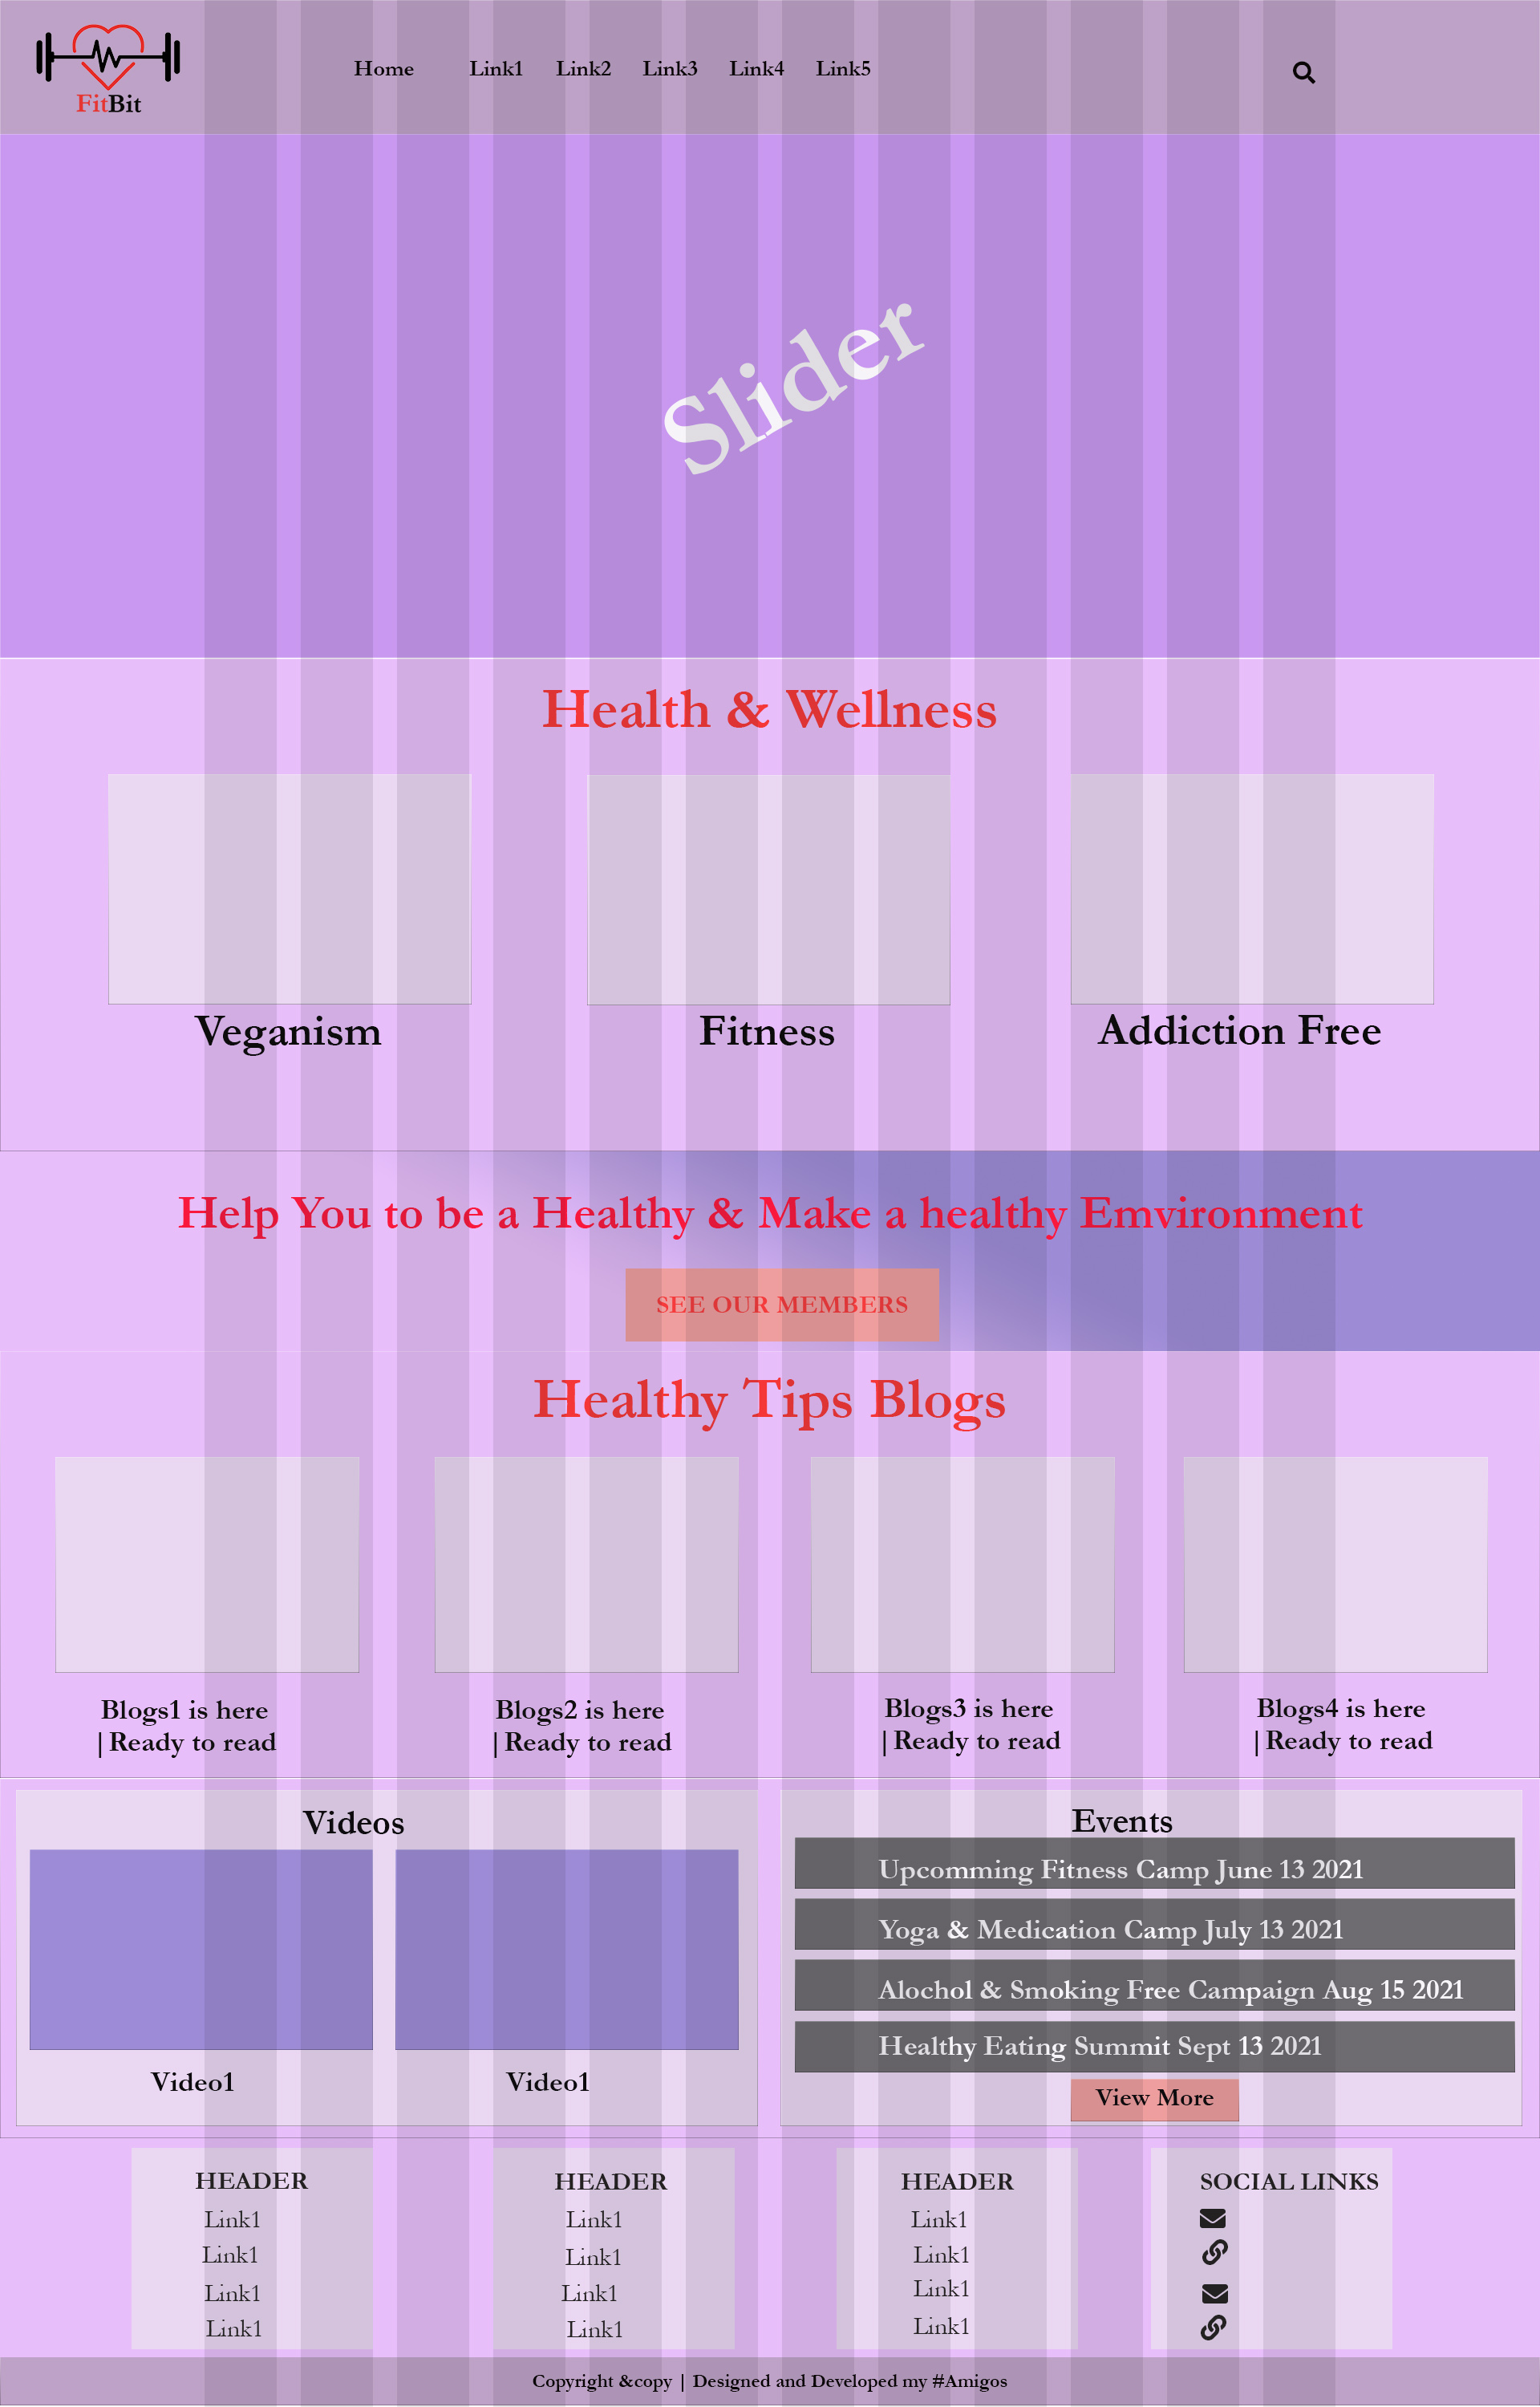 FitBit
Home Link1 Link2 Link3 Link4 Link5
Slider
Health & Wellness
Veganism Fitness Addiction Free
Help You to be a Healthy & Make a healthy Emvironment
SEE OUR MEMBERS
Healthy Tips Blogs
Blogs1 is here
|Ready to read
Blogs2 is here
|Ready to read
Blogs3 is here
|Ready to read
Blogs4 is here
|Ready to read
Videos
Video1 Video1
Events
Upcomming Fitness Camp June 13 2021
Yoga & Medication Camp July 13 2021
Alochol & Smoking Free Campaign Aug 15 2021
Healthy Eating Summit Sept 13 2021
View More
HEADER
Link1
Link1
Link1
Link1
HEADER
Link1
Link1
Link1
Link1
HEADER
Link1
Link1
Link1
Link1
SOCIAL LINKS
Copyright &copy | Designed and Developed my #Amigos